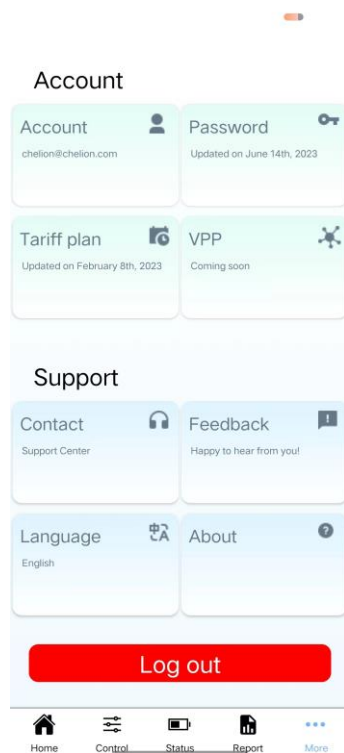 Account
Account
chelion@chelion.com
Password
Updated on June 14th, 2023
Tariff plan
Updated on February 8th, 2023
VPP
Coming soon
Support
Contact
Support Center
Feedback
Happy to hear from you!
Language
中A
English
About
Log out
Home
Control
Status
Report
More